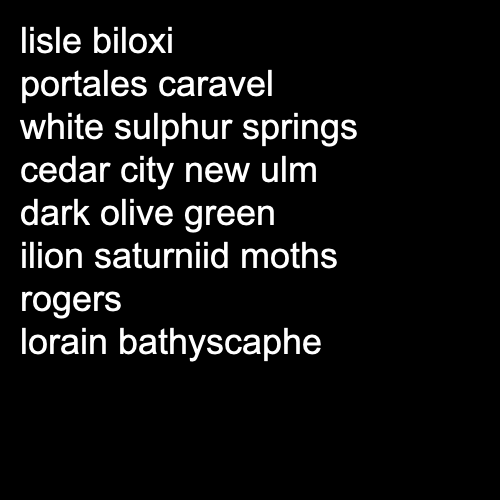 lisle biloxi
portales caravel
white sulphur springs
cedar city new ulm
dark olive green
ilion saturniid moths
rogers
lorain bathyscaphe